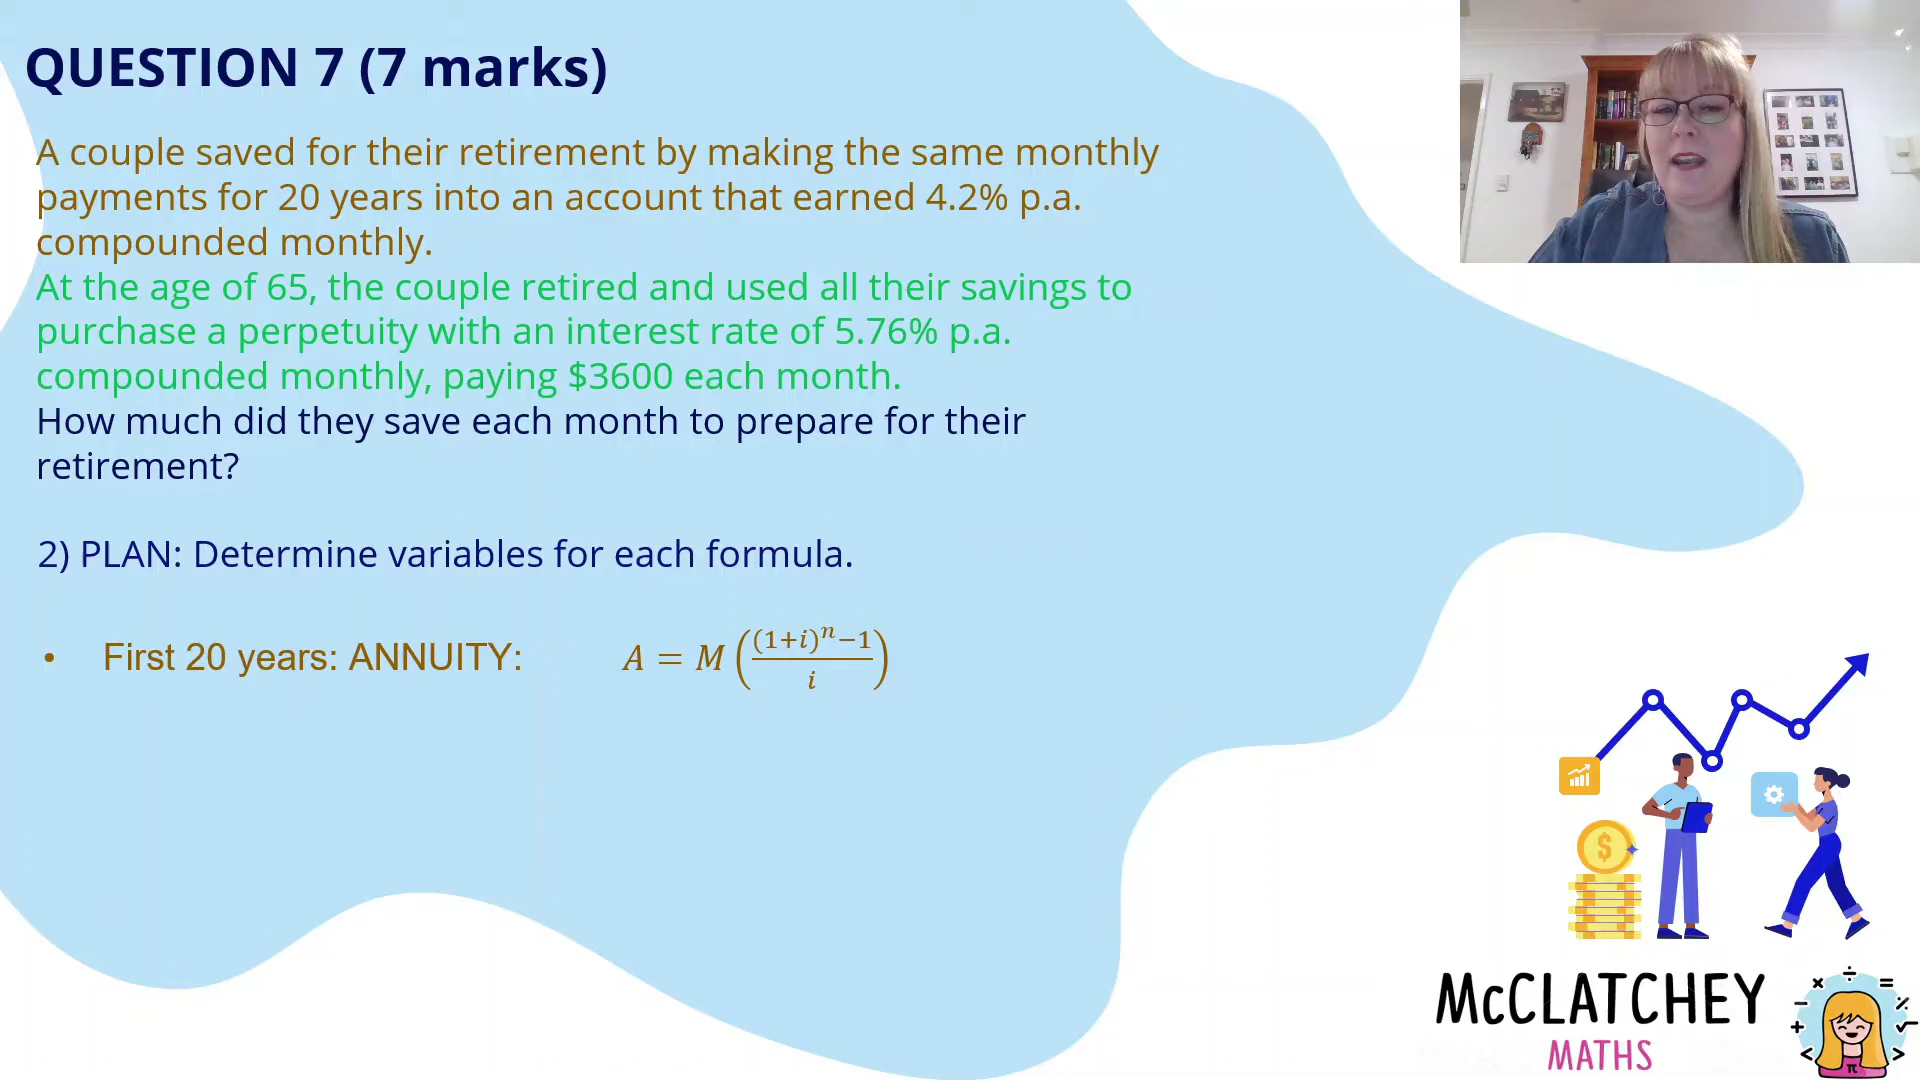 QUESTION 7 (7 marks)
A couple saved for their retirement by making the same monthly
payments for 20 years into an account that earned 4.2% p.a.
compounded monthly.
At the age of 65, the couple retired and used all their savings to
purchase a perpetuity with an interest rate of 5.76% p.a.
compounded monthly, paying $3600 each month.
How much did they save each month to prepare for their
retirement?
2) PLAN: Determine variables for each formula.
• First 20 years: ANNUITY: A = M (((1+i)^n−1)/i)
$
McCLATCHEY
MATHS
× ÷ = − % + √ < > π